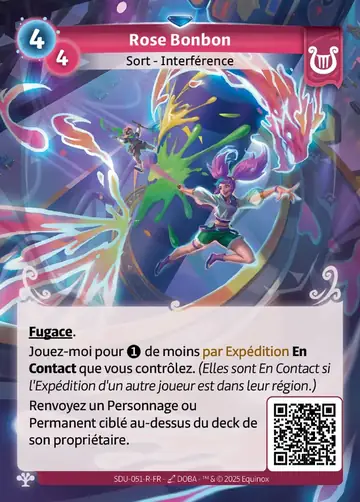 4
4
Rose Bonbon
Sort - Interférence
Fugace.
Jouez-moi pour 1 de moins par Expédition En
Contact que vous contrôlez. (Elles sont En Contact si
l'Expédition d'un autre joueur est dans leur région.)
Renvoyez un Personnage ou
Permanent ciblé au-dessus du deck de
son propriétaire.
SDU-051-R-FR - DOBA - ™ & © 2025 Equinox